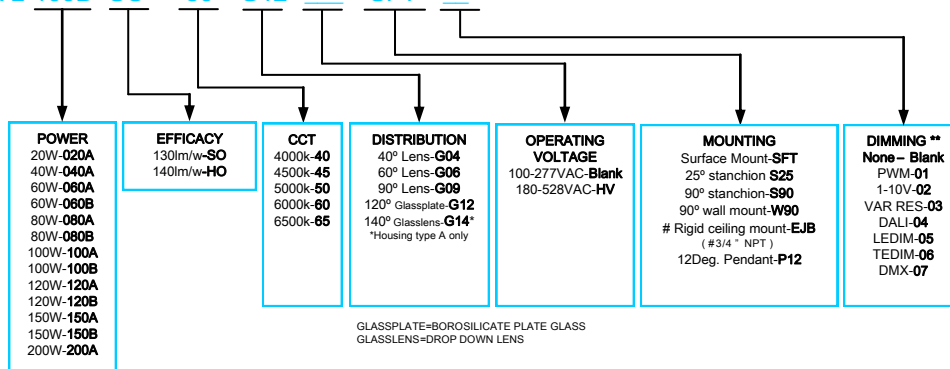 POWER
20W-020A
40W-040A
60W-060A
60W-060B
80W-080A
80W-080B
100W-100A
100W-100B
120W-120A
120W-120B
150W-150A
150W-150B
200W-200A
EFFICACY
130lm/w-SO
140lm/w-HO
CCT
4000k-40
4500k-45
5000k-50
6000k-60
6500k-65
DISTRIBUTION
40º Lens-G04
60º Lens-G06
90º Lens-G09
120º Glassplate-G12
140º Glasslens-G14*
*Housing type A only
OPERATING
VOLTAGE
100-277VAC-Blank
180-528VAC-HV
MOUNTING
Surface Mount-SFT
25º stanchion S25
90º stanchion-S90
90º wall mount-W90
# Rigid ceiling mount-EJB
(#3/4" NPT)
12Deg. Pendant-P12
DIMMING **
None– Blank
PWM-01
1-10V-02
VAR RES-03
DALI-04
LEDIM-05
TEDIM-06
DMX-07
GLASSPLATE=BOROSILICATE PLATE GLASS
GLASSLENS=DROP DOWN LENS